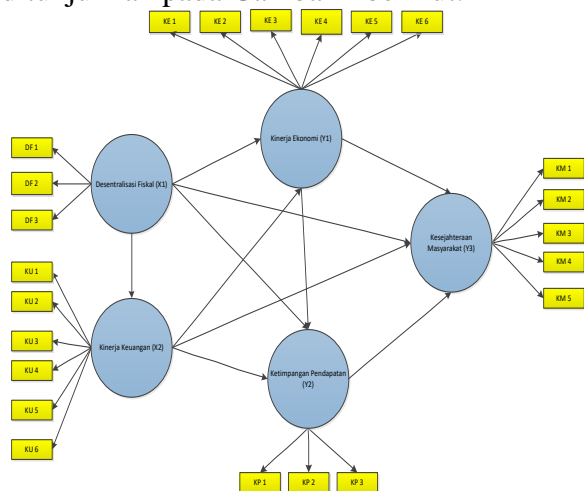 KE 1
KE 2
KE 3
KE 4
KE 5
KE 6
Kinerja Ekonomi (Y1)
DF 1
DF 2
DF 3
Desentralisasi Fiskal (X1)
KM 1
KM 2
KM 3
KM 4
KM 5
Kesejahteraan
Masyarakat (Y3)
KU 1
KU 2
KU 3
KU 4
KU 5
KU 6
Kinerja Keuangan (X2)
Ketimpangan Pendapatan
(Y2)
KP 1
KP 2
KP 3